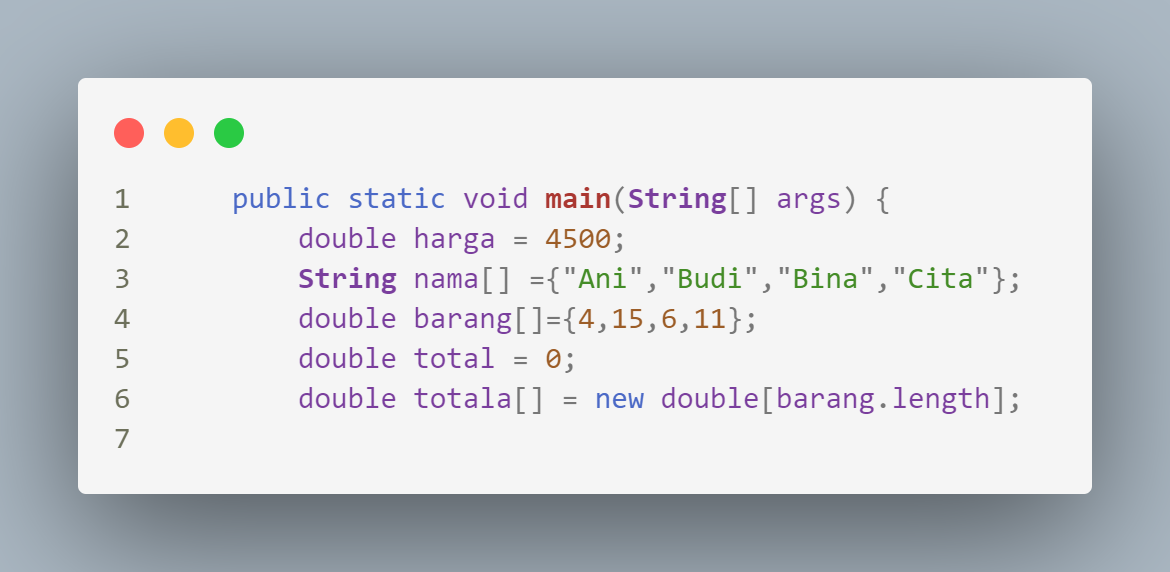 1 public static void main(String[] args) {
2 double harga = 4500;
3 String nama[] ={"Ani","Budi","Bina","Cita"};
4 double barang[]={4,15,6,11};
5 double total = 0;
6 double totala[] = new double[barang.length];
7